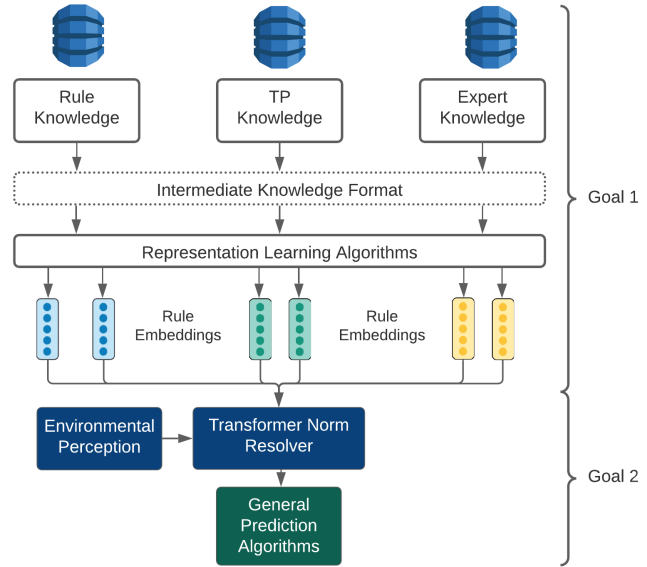 Rule
Knowledge
TP
Knowledge
Expert
Knowledge
Intermediate Knowledge Format
Goal 1
Representation Learning Algorithms
Rule
Embeddings
Rule
Embeddings
Environmental
Perception
Transformer Norm
Resolver
Goal 2
General
Prediction
Algorithms